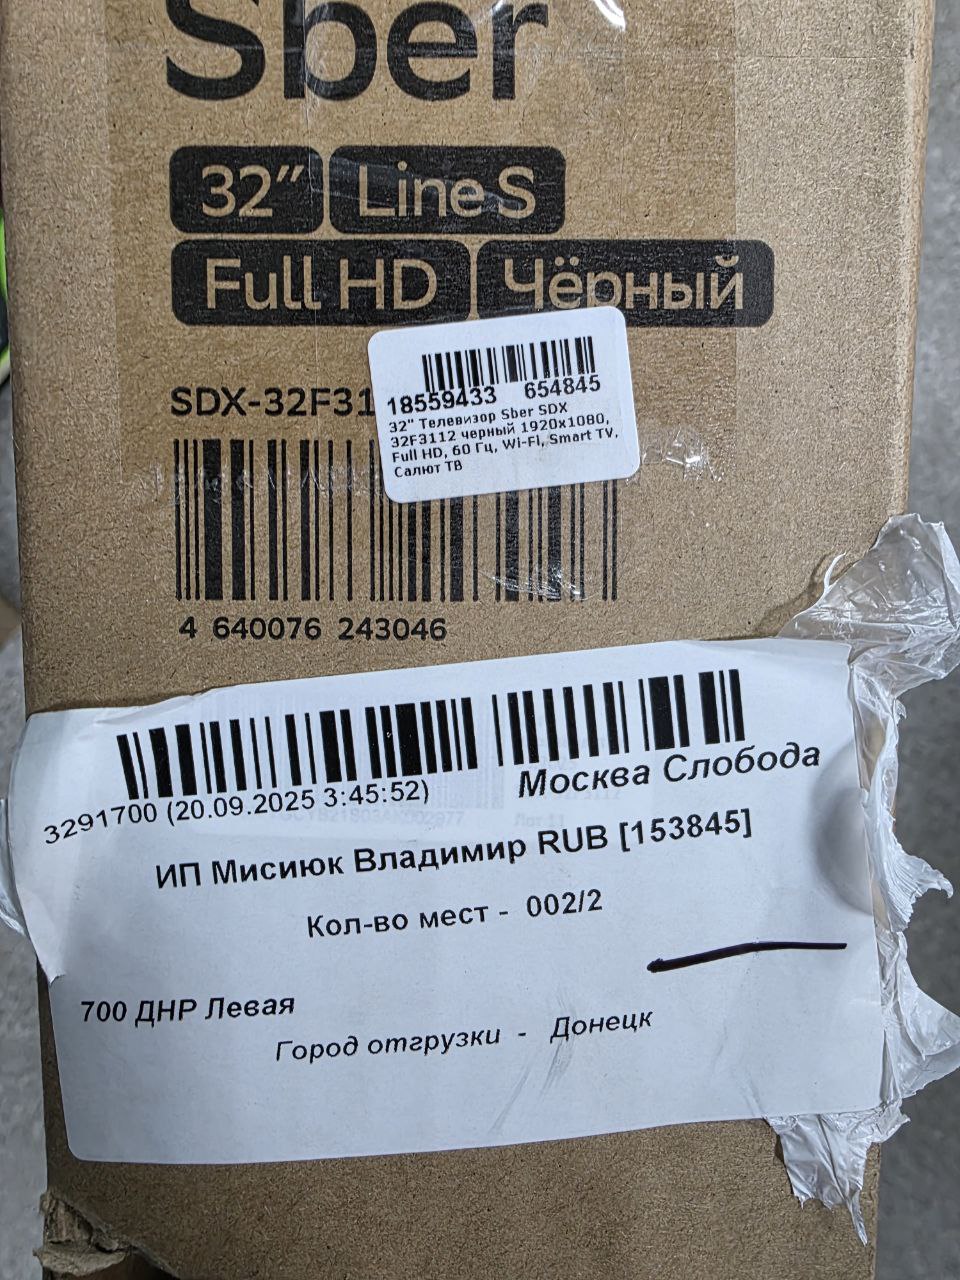 Sber
32" Line S
Full HD Чёрный
SDX-32F31
18559433 654845
32" Телевизор Sber SDX
32F3112 черный 1920x1080,
Full HD, 60 Гц, Wi-Fi, Smart TV,
Салют ТВ
4 640076 243046
3291700 (20.09.2025 3:45:52) Москва Слобода
ИП Мисиюк Владимир RUB [153845]
Кол-во мест - 002/2
700 ДНР Левая
Город отгрузки - Донецк